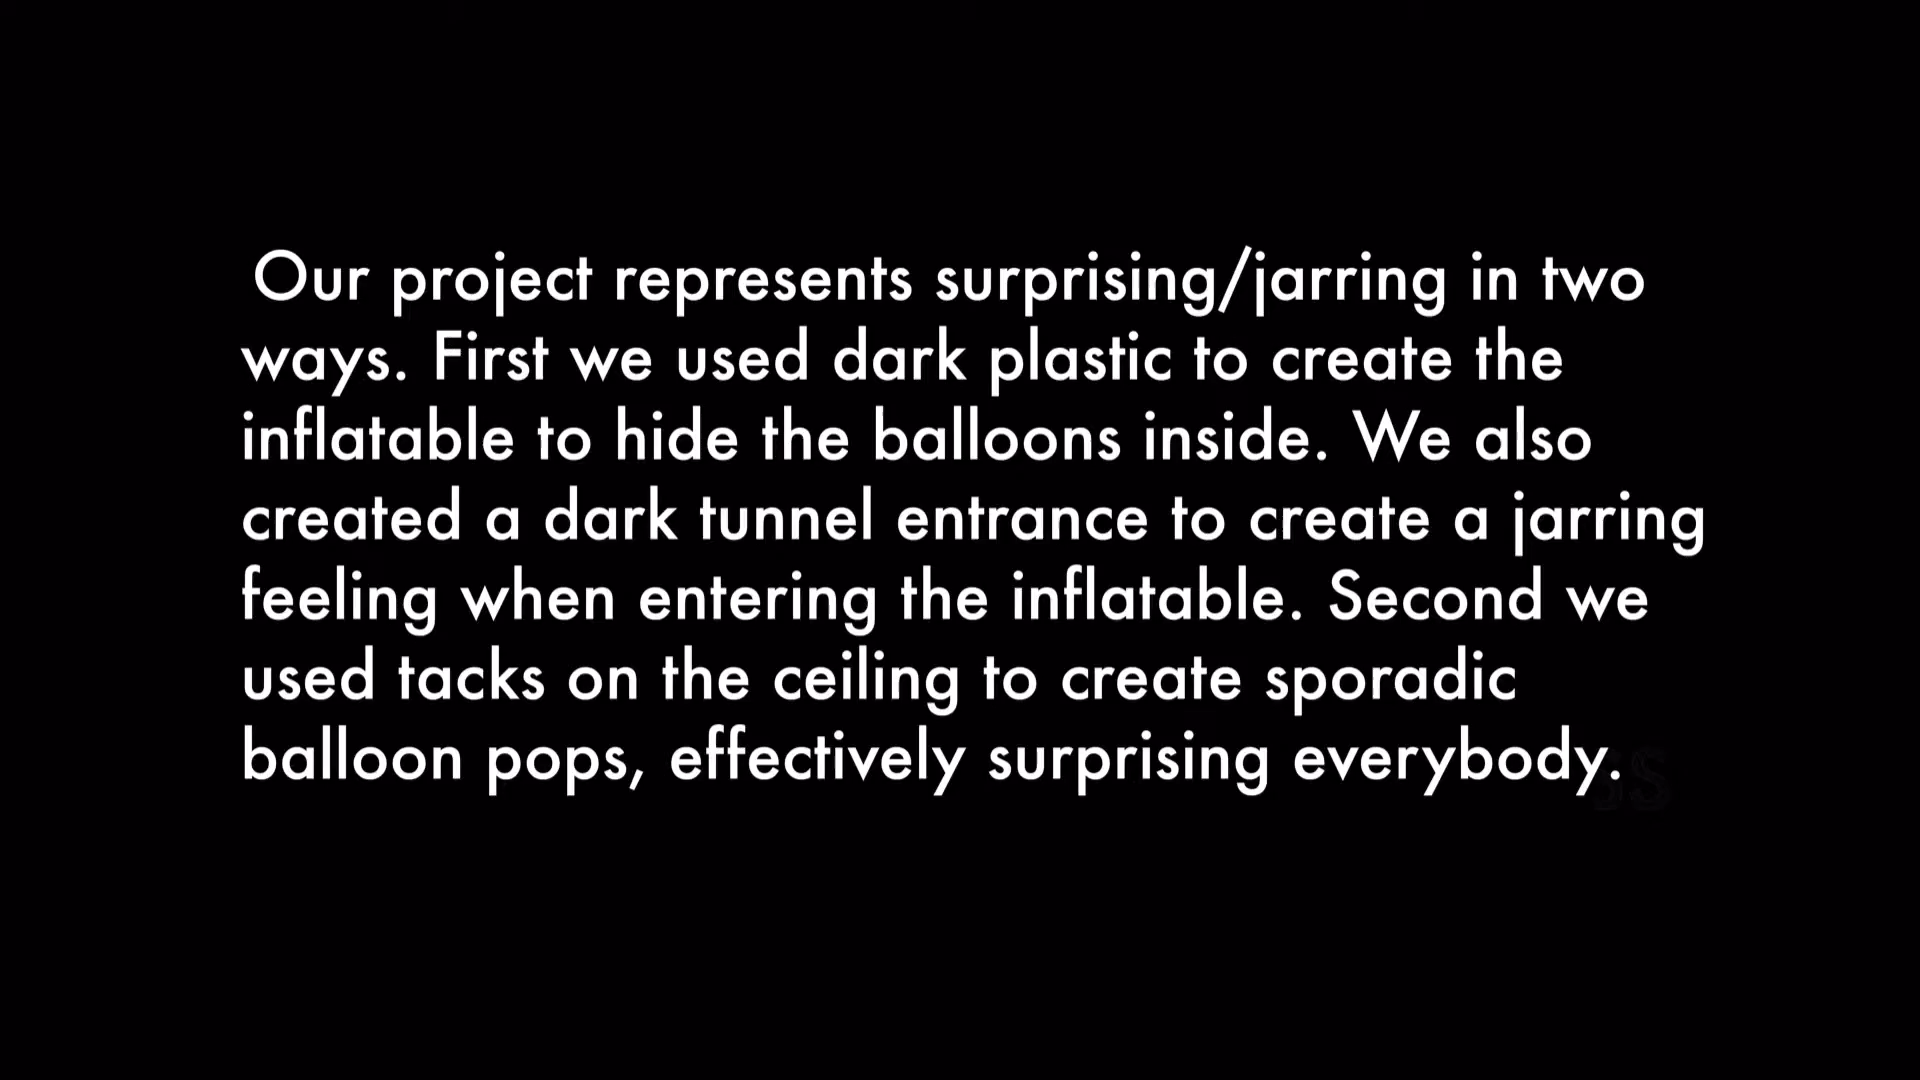 Our project represents surprising/jarring in two
ways. First we used dark plastic to create the
inflatable to hide the balloons inside. We also
created a dark tunnel entrance to create a jarring
feeling when entering the inflatable. Second we
used tacks on the ceiling to create sporadic
balloon pops, effectively surprising everybody.